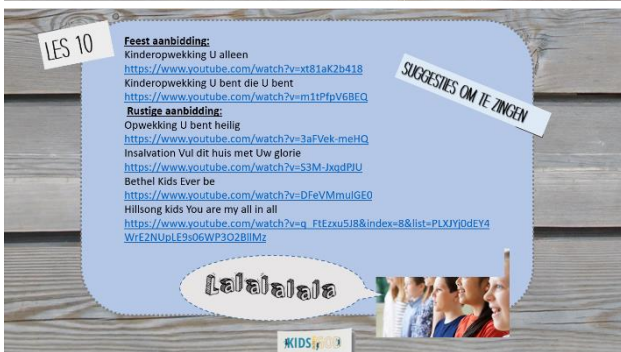 LES 10
Feest aanbidding:
Kinderopwekking U alleen
https://www.youtube.com/watch?v=xt81aK2b418
Kinderopwekking U bent die U bent
https://www.youtube.com/watch?v=m1tPfpV6BEQ
Rustige aanbidding:
Opwekking U bent heilig
https://www.youtube.com/watch?v=3aFVek-meHQ
Insalvation Vul dit huis met Uw glorie
https://www.youtube.com/watch?v=S3M-JxqdPJU
Bethel Kids Ever be
https://www.youtube.com/watch?v=DFeVMmulGE0
Hillsong kids You are my all in all
https://www.youtube.com/watch?v=q_FtEzxu5J8&index=8&list=PLXJYj0dEY4
WrE2NUpLE9s06WP3O2BlIMz
SUGGESTIES OM TE ZINGEN
Lalalalala
KIDS